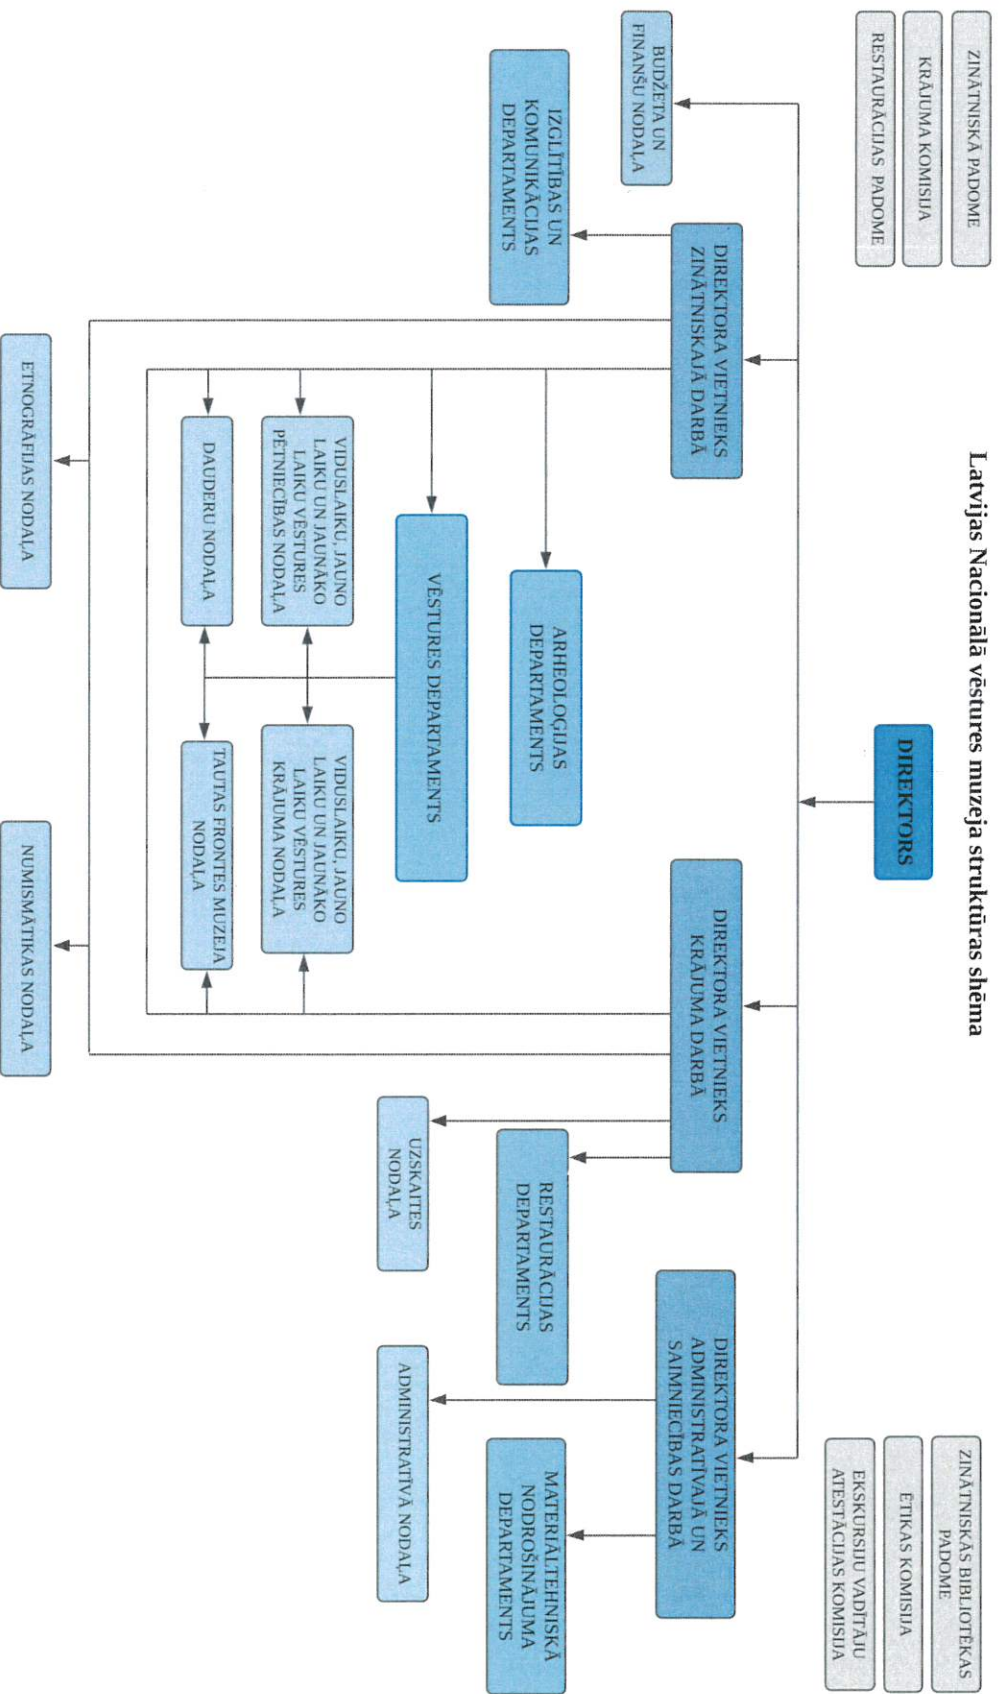 Latvijas Nacionālā vēstures muzeja struktūras shēma
ZINĀTNISKĀ PADOME
KRĀJUMA KOMISIJA
RESTAURĀCIJAS PADOME
ZINĀTNISKĀS BIBLIOTĒKAS
PADOME
ĒTIKAS KOMISIJA
EKSKURSIJU VADĪTĀJU
ATESTĀCIJAS KOMISIJA
DIREKTORS
BUDŽETA UN
FINANŠU NODAĻA
DIREKTORA VIETNIEKS
ZINĀTNISKAJĀ DARBĀ
DIREKTORA VIETNIEKS
KRĀJUMA DARBĀ
DIREKTORA VIETNIEKS
ADMINISTRATĪVAJĀ UN
SAIMNIECĪBAS DARBĀ
IZGLĪTĪBAS UN
KOMUNIKĀCIJAS
DEPARTAMENTS
ARHEOLOĢIJAS
DEPARTAMENTS
RESTAURĀCIJAS
DEPARTAMENTS
MATERIĀLTEHNISKĀ
NODROŠINĀJUMA
DEPARTAMENTS
VĒSTURES DEPARTAMENTS
UZSKAITES
NODAĻA
ADMINISTRATĪVĀ NODAĻA
VIDUSLAIKU, JAUNO
LAIKU UN JAUNĀKO
LAIKU VĒSTURES
PĒTNIECĪBAS NODAĻA
VIDUSLAIKU, JAUNO
LAIKU UN JAUNĀKO
LAIKU VĒSTURES
KRĀJUMA NODAĻA
DAUDERU NODAĻA
TAUTAS FRONTES MUZEJA
NODAĻA
ETNOGRĀFIJAS NODAĻA
NUMISMĀTIKAS NODAĻA